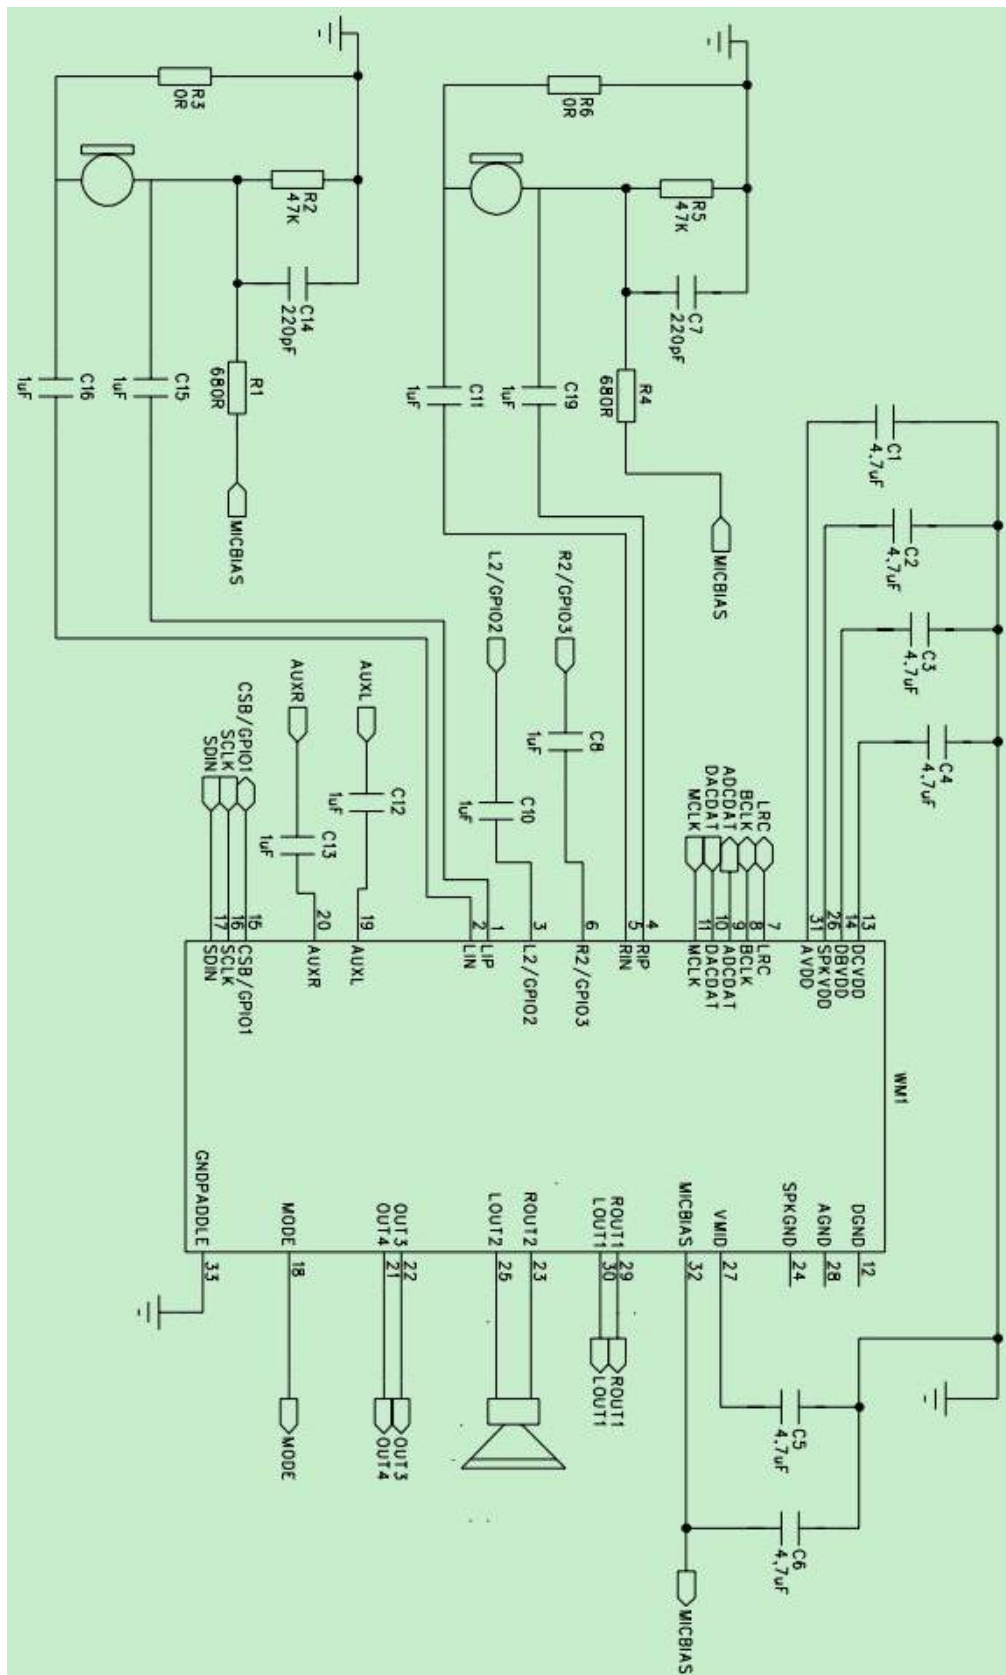 R3
0R
R2
47K
C14
220pF
C16
1uF
C15
1uF
R1
680R
MICBIAS
R6
0R
R5
47K
C7
220pF
C11
1uF
C19
1uF
R4
680R
MICBIAS
C1
4.7uF
C2
4.7uF
C3
4.7uF
C4
4.7uF
L2/GPIO2
R2/GPIO3
AUXR
AUXL
C8
1uF
C10
1uF
C12
1uF
C13
1uF
CSB/GPIO1
SCLK
SDIN
LRC
BCLK
ADCDAT
DACDAT
MCLK
13
14
26
31
7
8
9
10
11
4
5
6
3
1
2
19
20
15
16
17
DCVDD
DBVDD
SPKVDD
AVDD
LRC
BCLK
ADCDAT
DACDAT
MCLK
RIP
RIN
R2/GPIO3
L2/GPIO2
LIP
LIN
AUXL
AUXR
CSB/GPIO1
SCLK
SDIN
WM1
DGND
AGND
SPKGND
VMID
MICBIAS
ROUT1
LOUT1
ROUT2
LOUT2
OUT3
OUT4
MODE
GNDPADDLE
12
28
24
27
32
29
30
23
25
22
21
18
33
ROUT1
LOUT1
OUT3
OUT4
MODE
C5
4.7uF
C6
4.7uF
MICBIAS